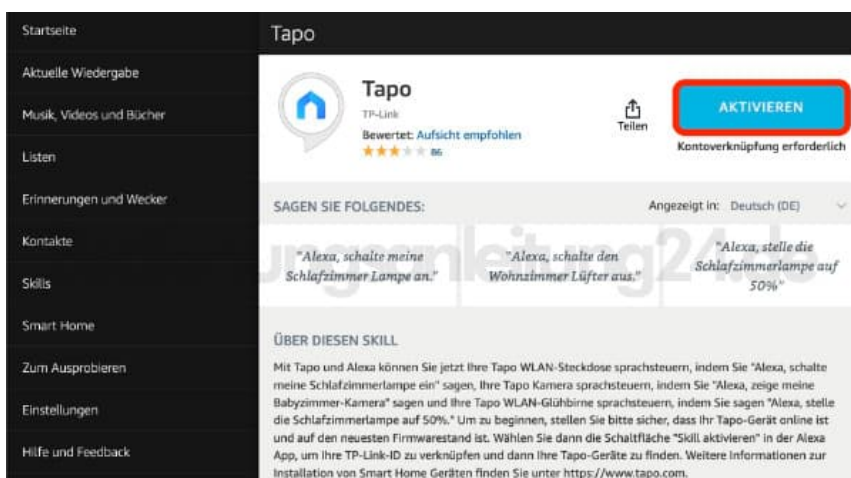 Startseite
Aktuelle Wiedergabe
Musik, Videos und Bücher
Listen
Erinnerungen und Wecker
Kontakte
Skills
Smart Home
Zum Ausprobieren
Einstellungen
Hilfe und Feedback
Tapo
Tapo
TP-Link
Bewertet: Aufsicht empfohlen
86
Teilen
AKTIVIEREN
Kontoverknüpfung erforderlich
SAGEN SIE FOLGENDES:
Angezeigt in: Deutsch (DE)
"Alexa, schalte meine
Schlafzimmer Lampe an."
"Alexa, schalte den
Wohnzimmer Lüfter aus."
"Alexa, stelle die
Schlafzimmerlampe auf
50%"
ÜBER DIESEN SKILL
Mit Tapo und Alexa können Sie jetzt Ihre Tapo WLAN-Steckdose sprachsteuern, indem Sie "Alexa, schalte
meine Schlafzimmerlampe ein" sagen, Ihre Tapo Kamera sprachsteuern, indem Sie "Alexa, zeige meine
Babyzimmer-Kamera" sagen und Ihre Tapo WLAN-Glühbirne sprachsteuern, indem Sie sagen "Alexa, stelle
die Schlafzimmerlampe auf 50%." Um zu beginnen, stellen Sie bitte sicher, dass Ihr Tapo-Gerät online ist
und auf den neuesten Firmwarestand ist. Wählen Sie dann die Schaltfläche "Skill aktivieren" in der Alexa
App, um Ihre TP-Link-ID zu verknüpfen und dann Ihre Tapo-Geräte zu finden. Weitere Informationen zur
Installation von Smart Home Geräten finden Sie unter https://www.tapo.com.